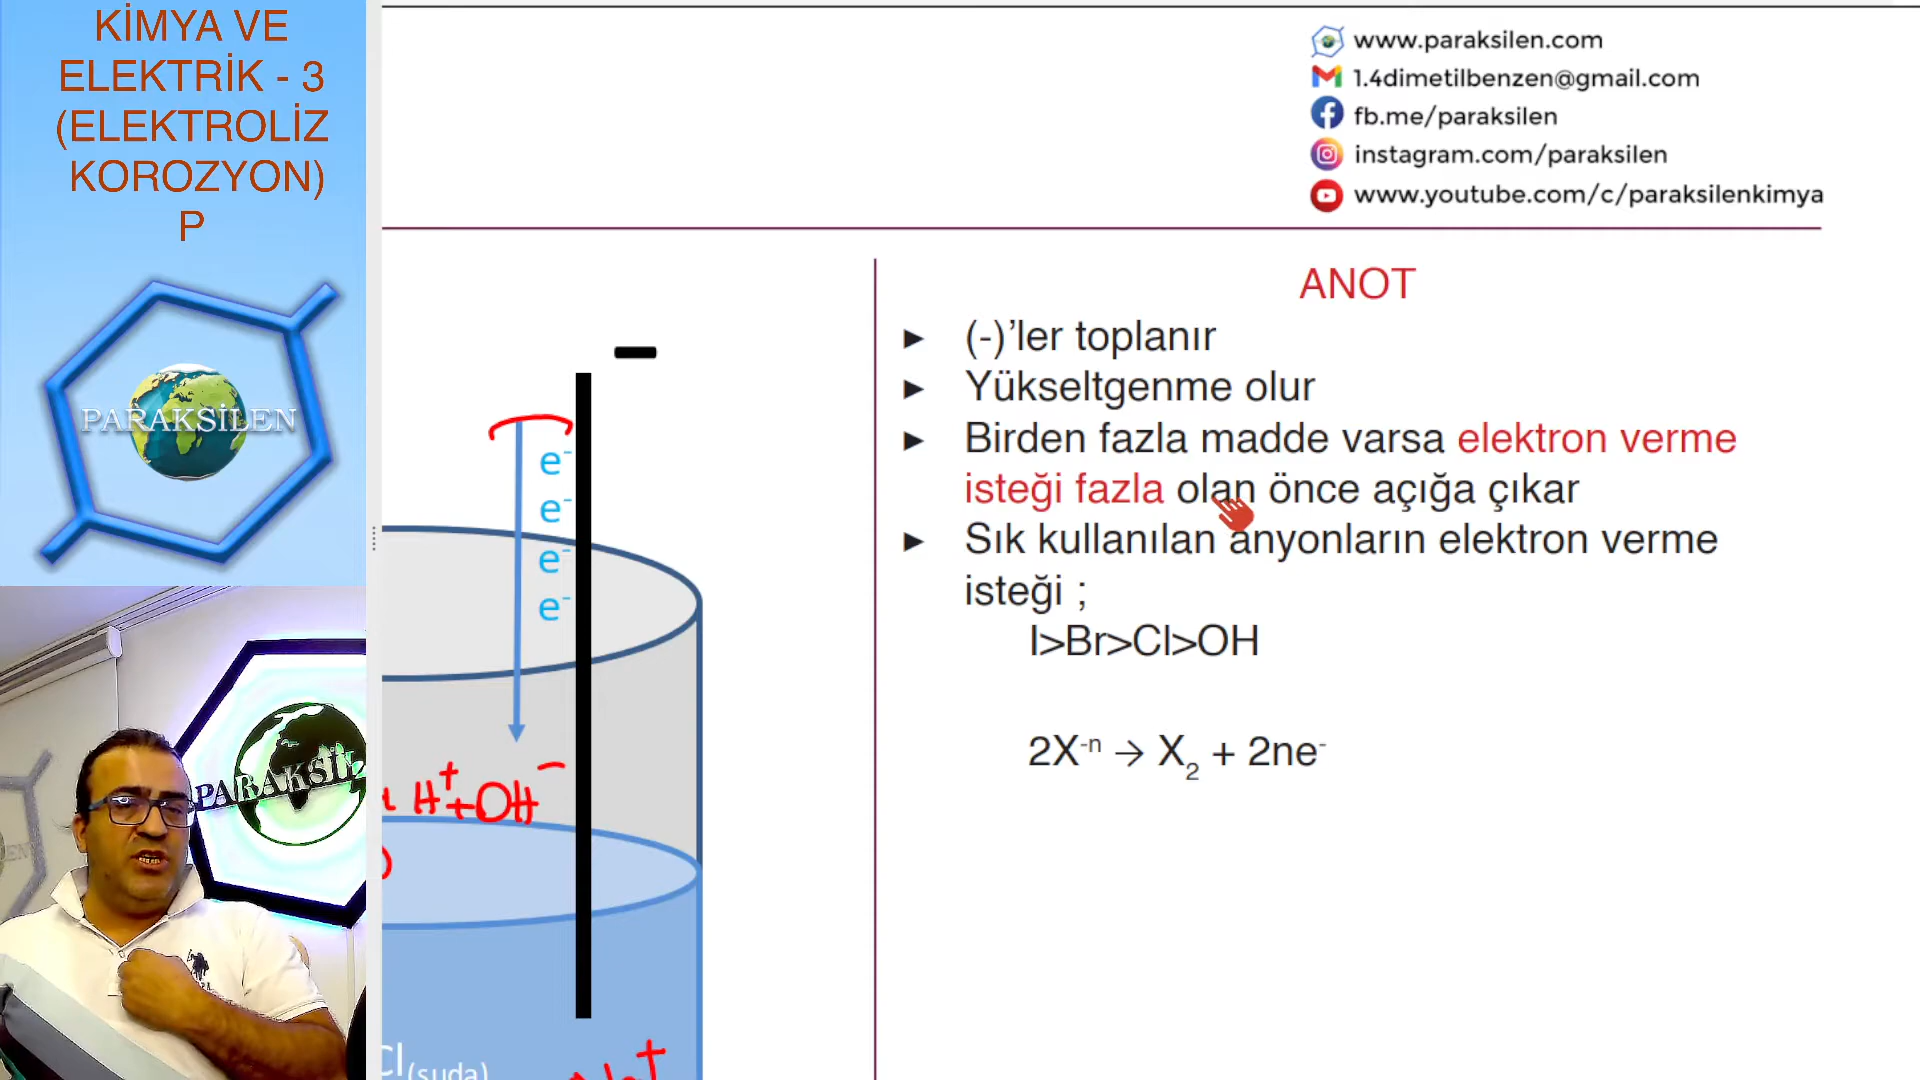 KİMYA VE
ELEKTRİK - 3
(ELEKTROLİZ
KOROZYON)
P
PARAKSİLEN
www.paraksilen.com
1.4dimetilbenzen@gmail.com
fb.me/paraksilen
instagram.com/paraksilen
www.youtube.com/c/paraksilenkimya
ANOT
► (-)’ler toplanır
► Yükseltgenme olur
► Birden fazla madde varsa elektron verme
isteği fazla olan önce açığa çıkar
► Sık kullanılan anyonların elektron verme
isteği ;
I>Br>Cl>OH
2X⁻ⁿ → X₂ + 2ne⁻
e⁻
e⁻
e⁻
e⁻
H⁺+OH⁻
Cl(suda)
PARAKSİL